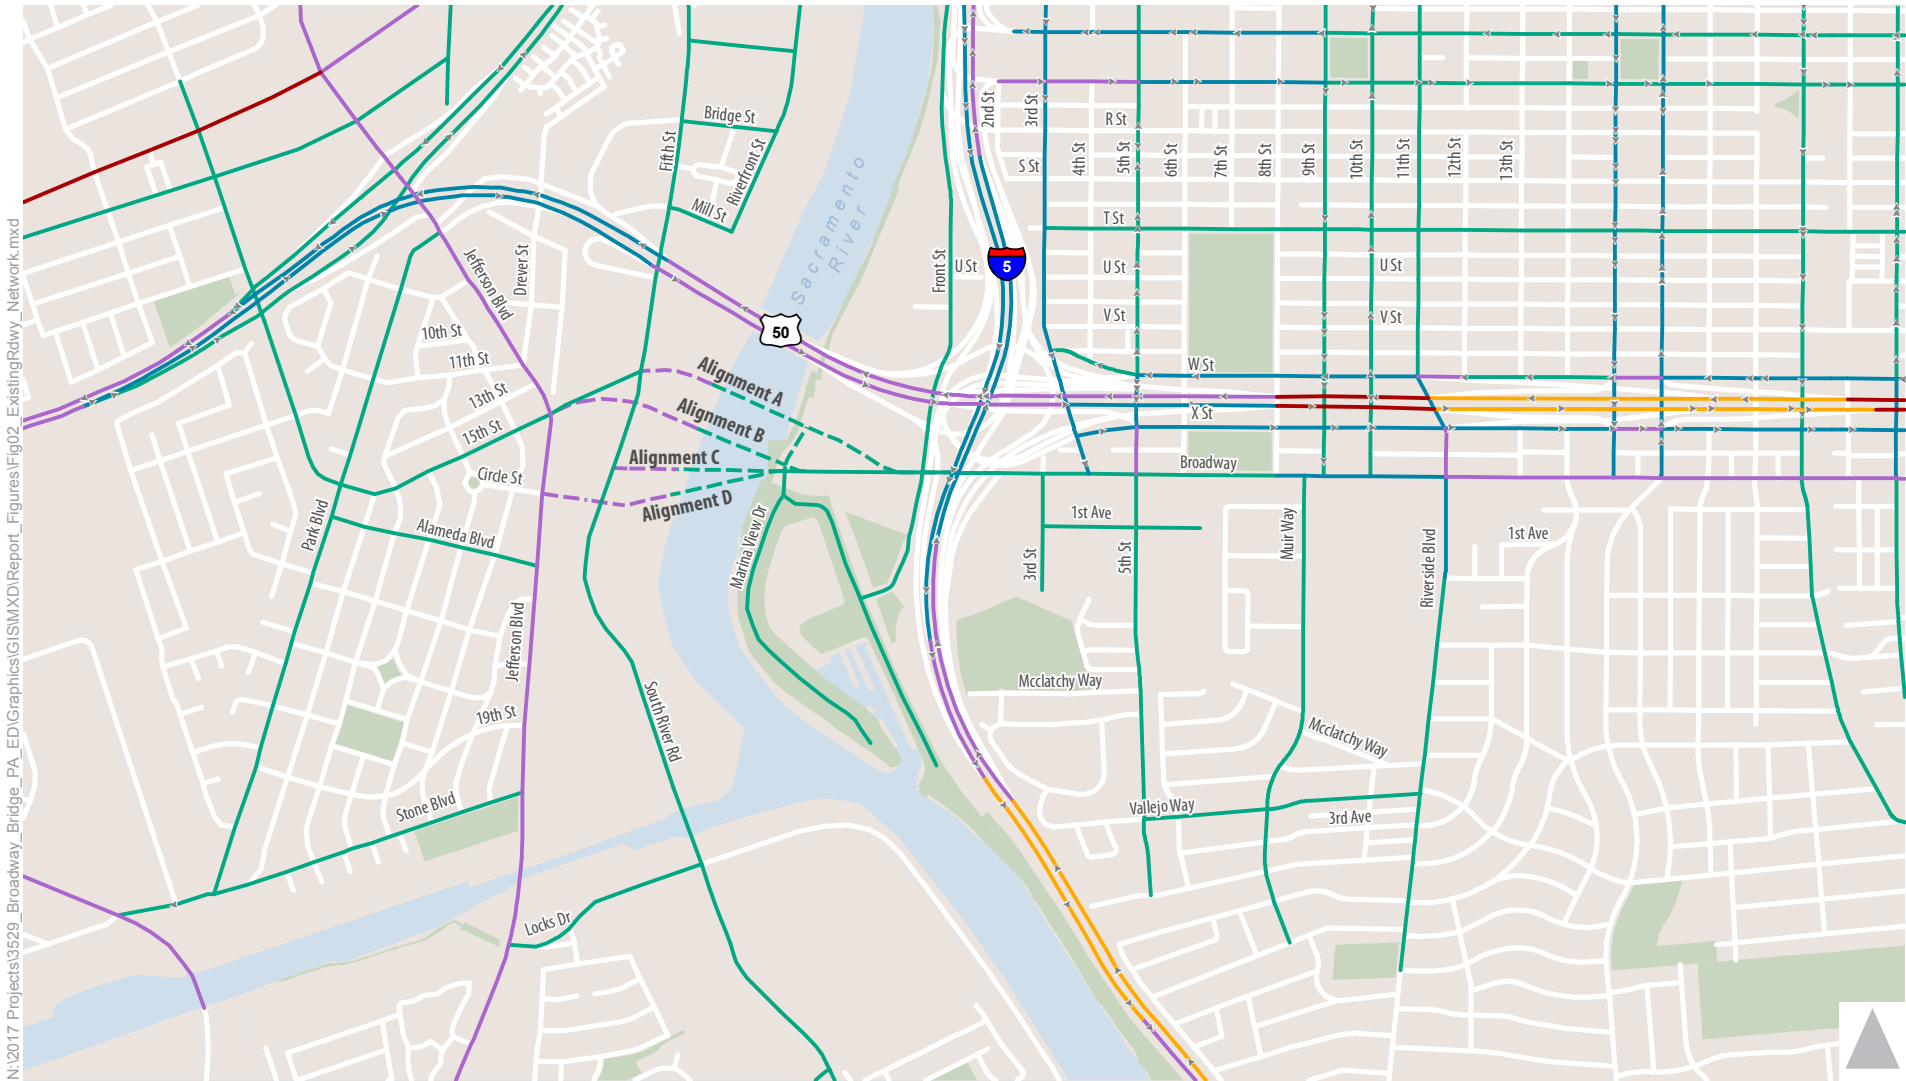 N:\2017 Projects\3529_Broadway_Bridge_PA_ED\Graphics\GIS\MXD\Report_Figures\Fig02_ExistingRdwy_Network.mxd
Bridge St
Fifth St
Riverfront St
Mill St
Sacramento
River
Jefferson Blvd
Drever St
10th St
11th St
13th St
15th St
Circle St
Park Blvd
Alameda Blvd
Jefferson Blvd
19th St
Stone Blvd
Locks Dr
South River Rd
Marina View Dr
50
Alignment A
Alignment B
Alignment C
Alignment D
Front St
U St
5
2nd St
3rd St
R St
S St
4th St
5th St
6th St
7th St
8th St
9th St
10th St
11th St
12th St
13th St
T St
U St
U St
V St
V St
W St
X St
Broadway
1st Ave
3rd St
5th St
Muir Way
Riverside Blvd
1st Ave
Mcclatchy Way
Mcclatchy Way
Vallejo Way
3rd Ave